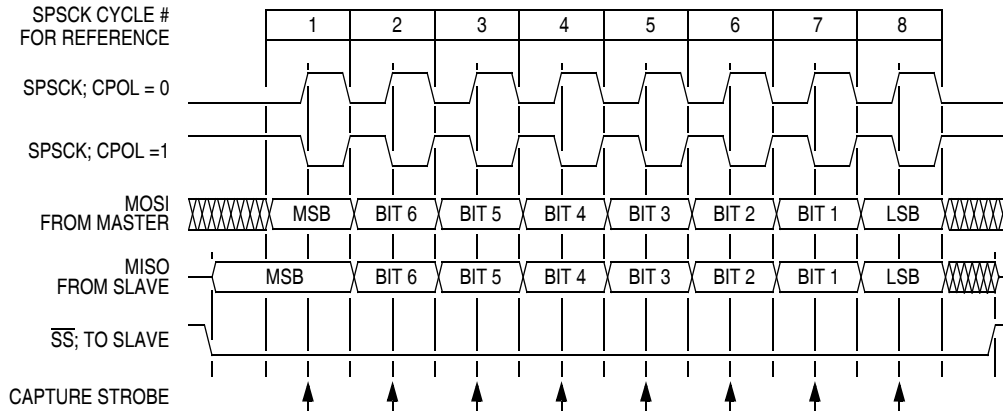 SPSCK CYCLE #
FOR REFERENCE
1 2 3 4 5 6 7 8
SPSCK; CPOL = 0
SPSCK; CPOL =1
MOSI
FROM MASTER
MSB BIT 6 BIT 5 BIT 4 BIT 3 BIT 2 BIT 1 LSB
MISO
FROM SLAVE
MSB BIT 6 BIT 5 BIT 4 BIT 3 BIT 2 BIT 1 LSB
S̅S̅; TO SLAVE
CAPTURE STROBE